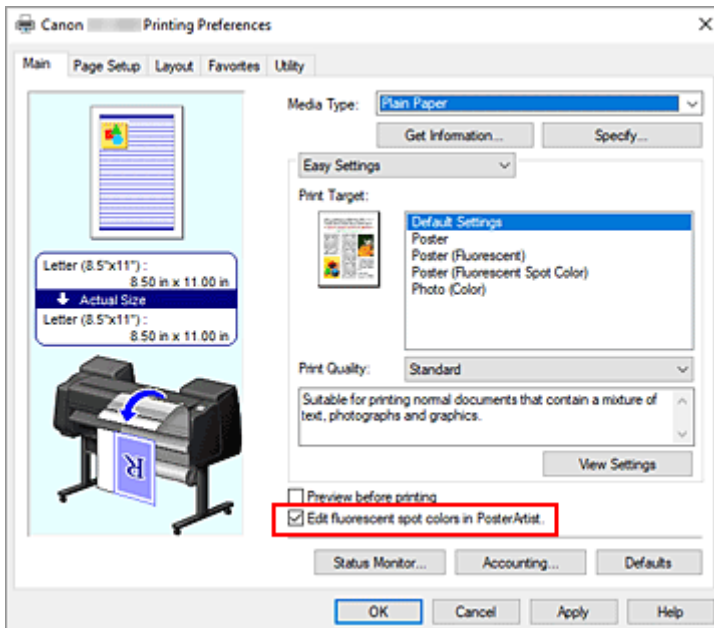 Canon Printing Preferences
Main Page Setup Layout Favorites Utility
Media Type: Plain Paper
Get Information... Specify...
Easy Settings
Print Target:
Default Settings
Poster
Poster (Fluorescent)
Poster (Fluorescent Spot Color)
Photo (Color)
Letter (8.5"x11") :
8.50 in x 11.00 in
Actual Size
Letter (8.5"x11") :
8.50 in x 11.00 in
R
Print Quality: Standard
Suitable for printing normal documents that contain a mixture of
text, photographs and graphics.
View Settings
Preview before printing
Edit fluorescent spot colors in PosterArtist.
Status Monitor... Accounting... Defaults
OK Cancel Apply Help